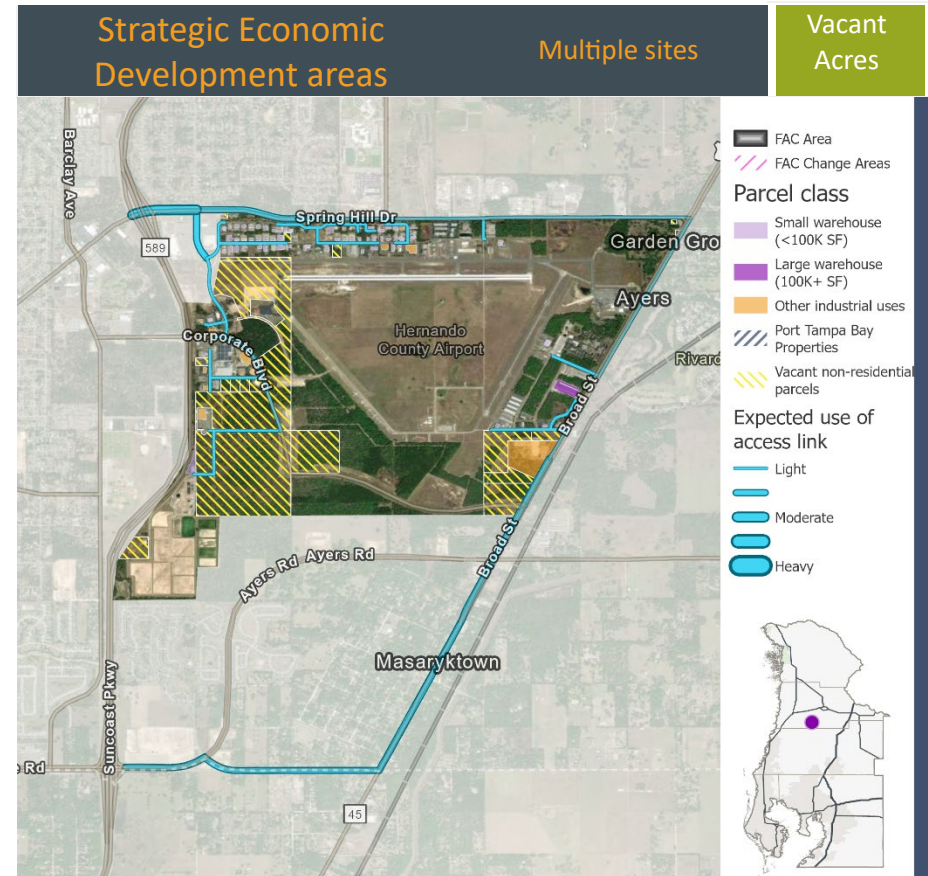 Strategic Economic
Development areas
Multiple sites
Vacant
Acres
Barclay Ave
589
Spring Hill Dr
Garden Gro
Ayers
Hernando
County Airport
Rivard
Corporate Blvd
Broad St
Broad St
Ayers Rd
Ayers Rd
Masaryktown
Suncoast Pkwy
e Rd
45
FAC Area
FAC Change Areas
Parcel class
Small warehouse
(<100K SF)
Large warehouse
(100K+ SF)
Other industrial uses
Port Tampa Bay
Properties
Vacant non-residential
parcels
Expected use of
access link
Light
Moderate
Heavy